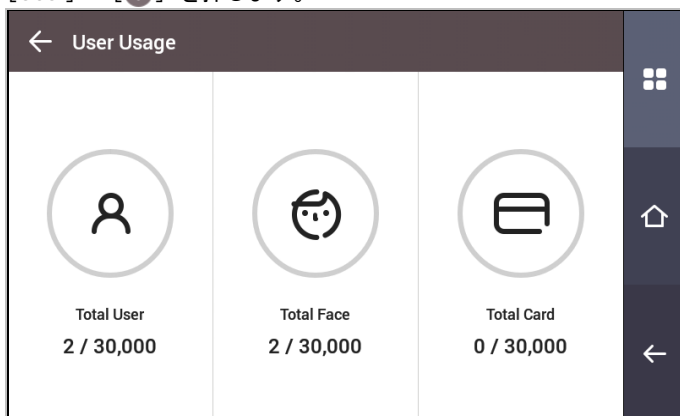 User Usage
Total User
2 / 30,000
Total Face
2 / 30,000
Total Card
0 / 30,000